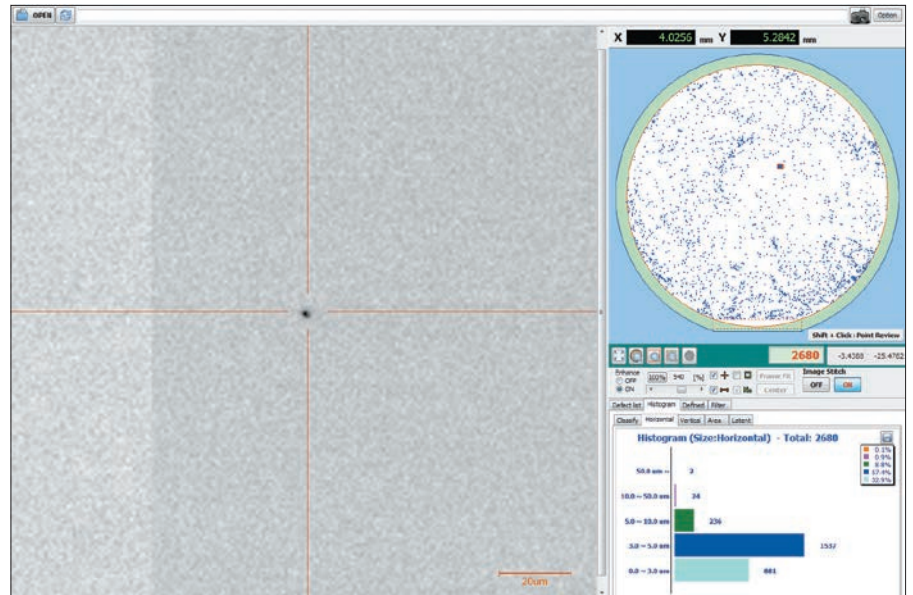 OPEN
Option
X 4.0256 mm Y 5.2842 mm
Shift + Click : Point Review
2680 -3.4388 -25.4762
Enhance
OFF
ON
100% 540 [%]
Frame Fit
Center
Image Stitch
OFF ON
Defect list Histogram Defined Filter
Classify Horizontal Vertical Area Latent
Histogram (Size:Horizontal) - Total: 2680
0.1%
0.9%
8.8%
57.4%
32.9%
50.0 um -- 2
10.0 ~ 50.0 um 24
5.0 ~ 10.0 um 236
3.0 ~ 5.0 um 1537
0.0 ~ 3.0 um 881
20um